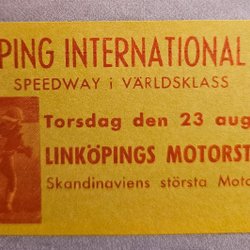 PING INTERNATIONAL
SPEEDWAY i VÄRLDSKLASS
Torsdag den 23 aug
LINKÖPINGS MOTORST
Skandinaviens största Moto